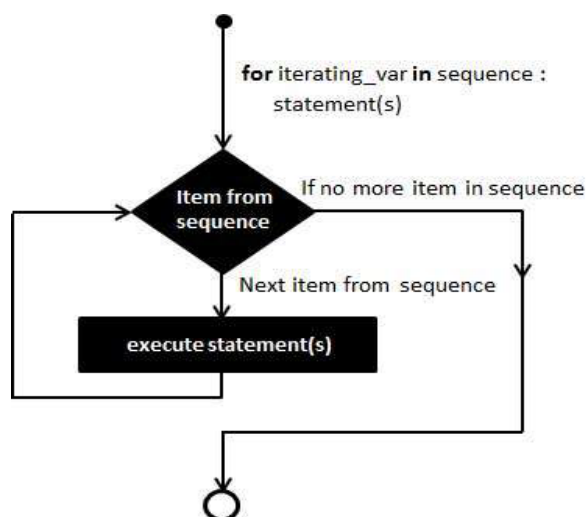 for iterating_var in sequence :
statement(s)
Item from
sequence
If no more item in sequence
Next item from sequence
execute statement(s)